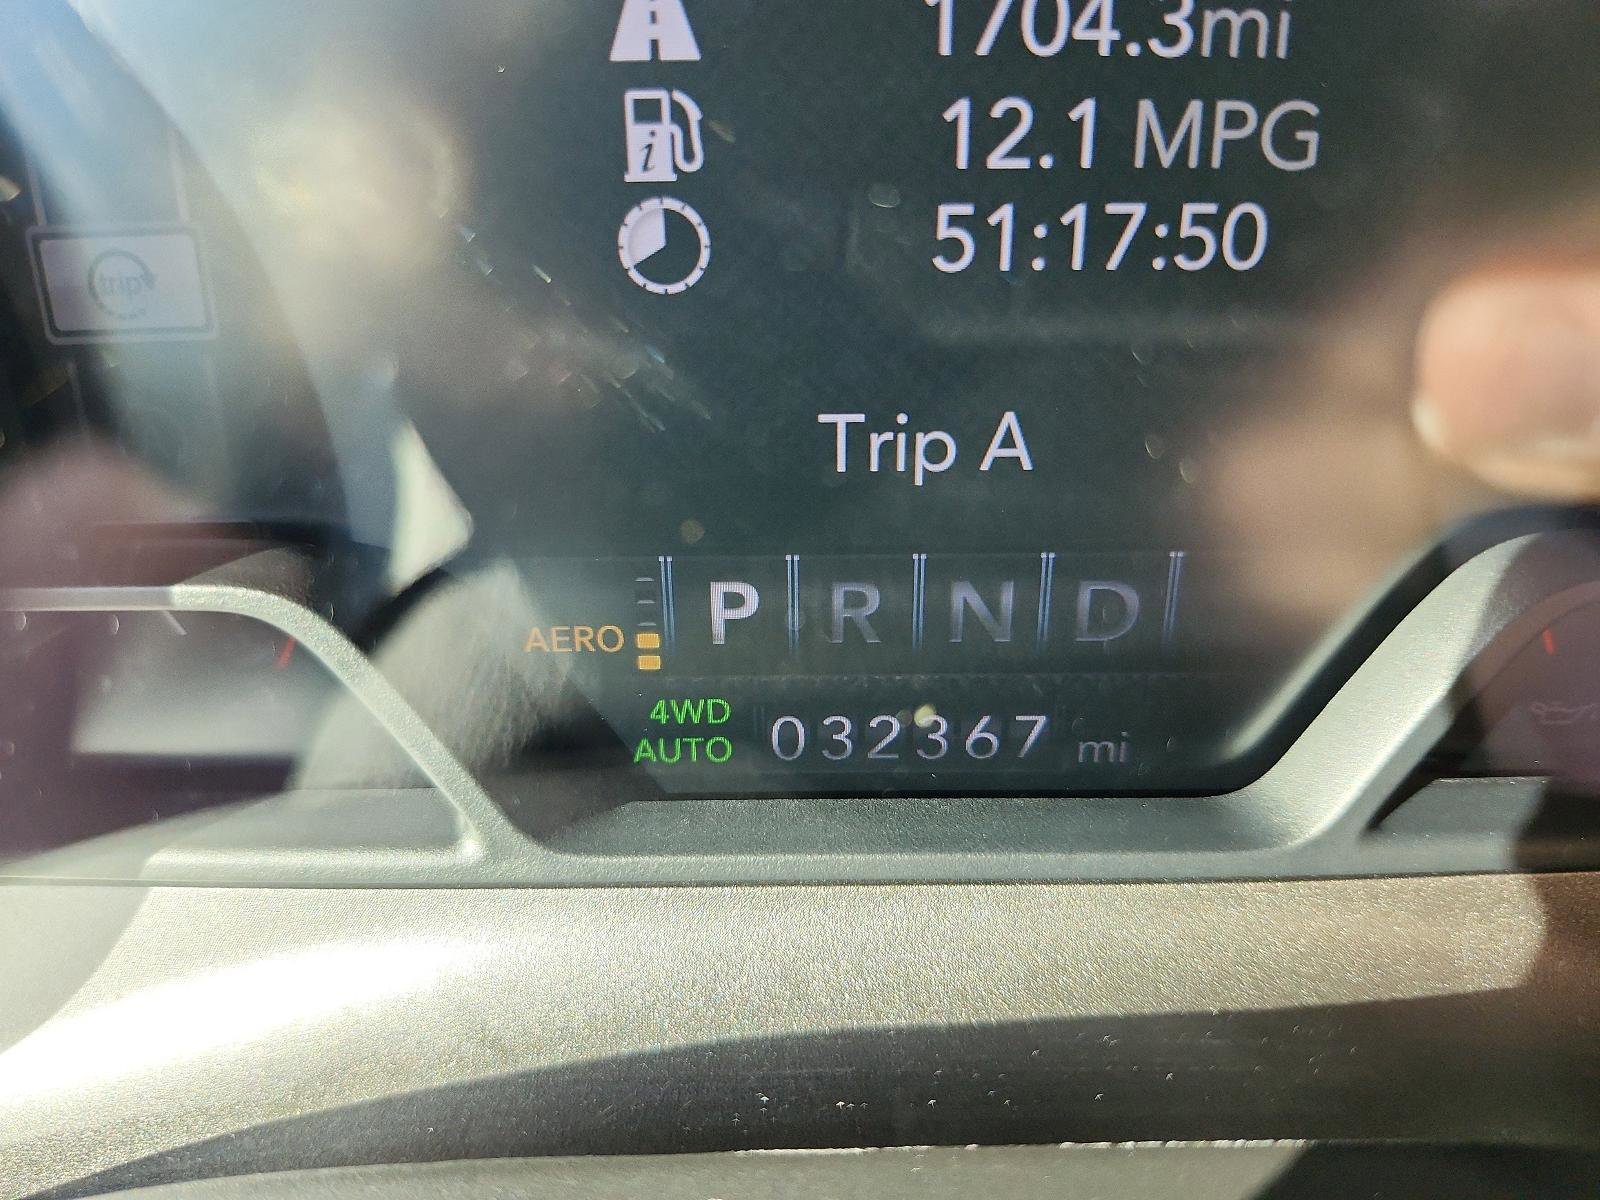 1704.3mi
i
12.1 MPG
51:17:50
trip
Trip A
P R N D
AERO
4WD
AUTO
032367 mi